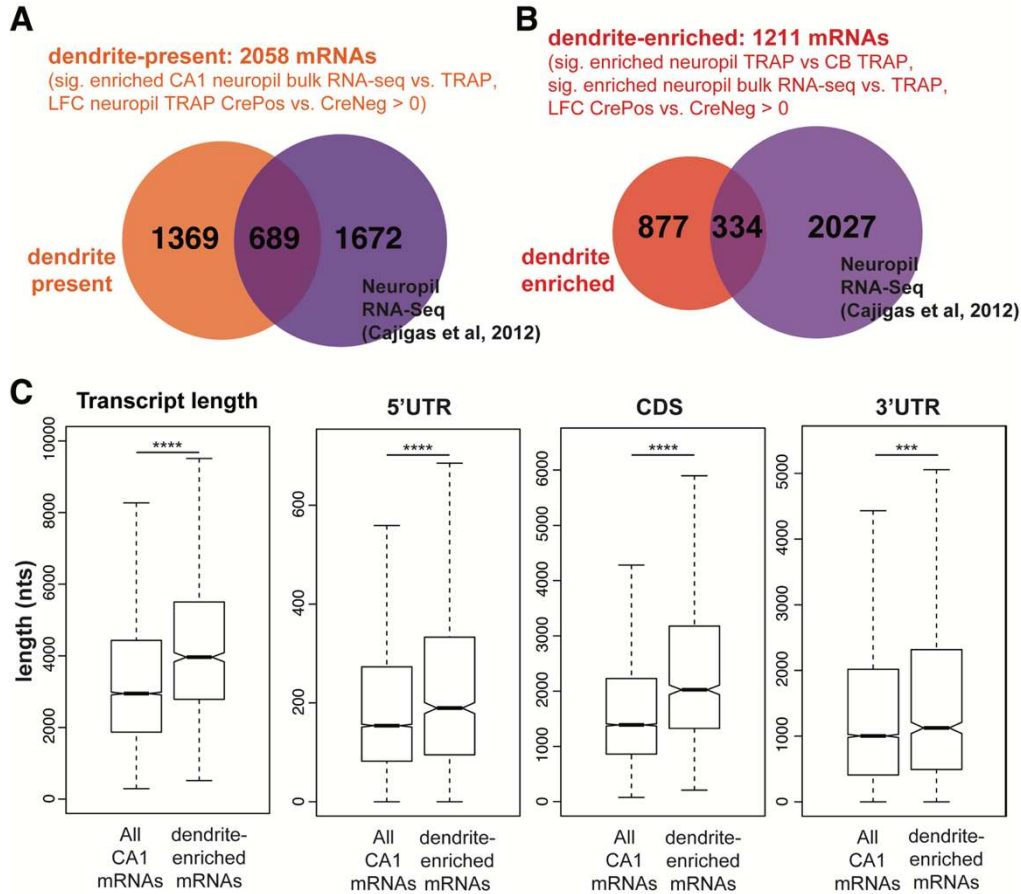 A
dendrite-present: 2058 mRNAs
(sig. enriched CA1 neuropil bulk RNA-seq vs. TRAP,
LFC neuropil TRAP CrePos vs. CreNeg > 0)
1369
689
1672
dendrite
present
Neuropil
RNA-Seq
(Cajigas et al, 2012)
B
dendrite-enriched: 1211 mRNAs
(sig. enriched neuropil TRAP vs CB TRAP,
sig. enriched neuropil bulk RNA-seq vs. TRAP,
LFC CrePos vs. CreNeg > 0
877
334
2027
dendrite
enriched
Neuropil
RNA-Seq
(Cajigas et al, 2012)
C
Transcript length
length (nts)
10000
8000
6000
4000
2000
0
****
All
CA1
mRNAs
dendrite-
enriched
mRNAs
5'UTR
600
400
200
0
****
All
CA1
mRNAs
dendrite-
enriched
mRNAs
CDS
6000
5000
4000
3000
2000
1000
0
****
All
CA1
mRNAs
dendrite-
enriched
mRNAs
3'UTR
5000
4000
3000
2000
1000
0
***
All
CA1
mRNAs
dendrite-
enriched
mRNAs